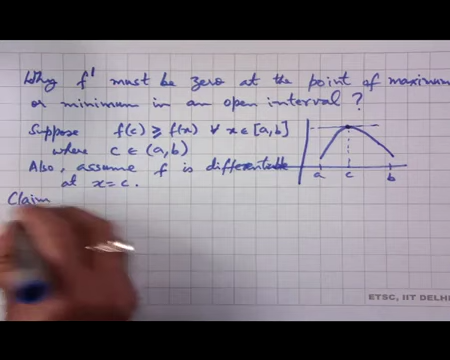 Why f' must be zero at the point of maximum
or minimum in an open interval ?
Suppose f(c) ≥ f(x) ∀ x ∈ [a,b]
where c ∈ (a,b)
Also, assume f is differentiable
at x = c.
Claim
a c b
ETSC, IIT DELHI